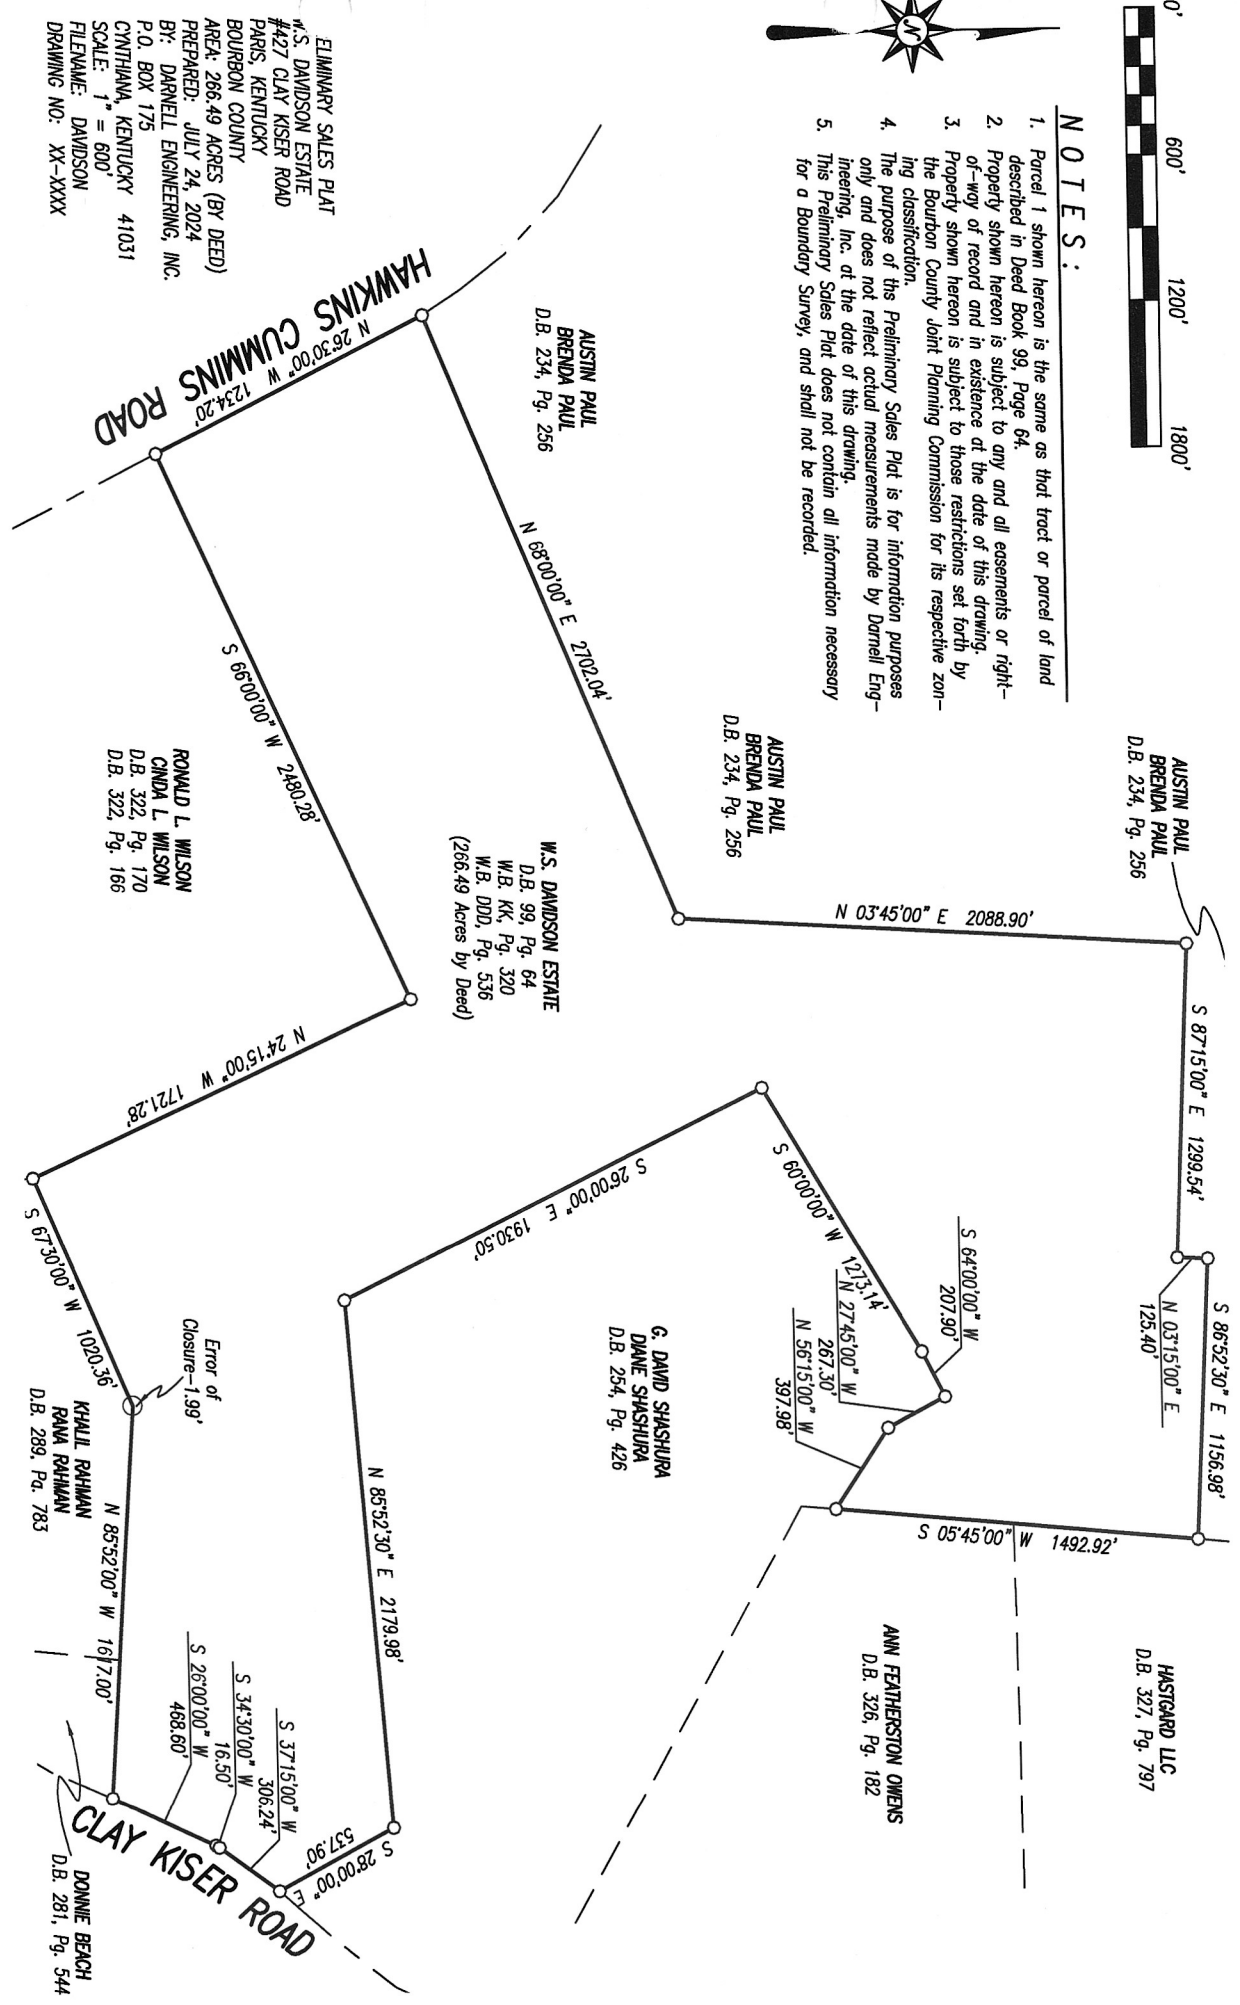 0' 600' 1200' 1800'
N
NOTES:
1. Parcel 1 shown hereon is the same as that tract or parcel of land
described in Deed Book 99, Page 64.
2. Property shown hereon is subject to any and all easements or right-
of-way of record and in existence at the date of this drawing.
3. Property shown hereon is subject to those restrictions set forth by
the Bourbon County Joint Planning Commission for its respective zon-
ing classification.
4. The purpose of ths Preliminary Sales Plat is for information purposes
only and does not reflect actual measurements made by Darnell Eng-
ineering, Inc. at the date of this drawing.
5. This Preliminary Sales Plat does not contain all information necessary
for a Boundary Survey, and shall not be recorded.
AUSTIN PAUL
BRENDA PAUL
D.B. 234, Pg. 256
S 87°15'00" E 1299.54'
N 03°15'00" E
125.40'
S 86°52'30" E 1156.98'
HASTGARD LLC
D.B. 327, Pg. 797
N 03°45'00" E 2088.90'
S 05°45'00" W 1492.92'
S 64°00'00" W
207.90'
S 60°00'00" W 1273.14'
N 27°45'00" W
267.30'
N 56°15'00" W
397.98'
ANN FEATHERSTON OWENS
D.B. 326, Pg. 182
AUSTIN PAUL
BRENDA PAUL
D.B. 234, Pg. 256
G. DAVID SHASHURA
DIANE SHASHURA
D.B. 254, Pg. 426
AUSTIN PAUL
BRENDA PAUL
D.B. 234, Pg. 256
N 68°00'00" E 2702.04'
S 26°00'00" E 1930.50'
W.S. DAVIDSON ESTATE
D.B. 99, Pg. 64
W.B. KK, Pg. 320
W.B. DDD, Pg. 536
(266.49 Acres by Deed)
HAWKINS CUMMINS ROAD
N 26°30'00" W 1234.20'
S 66°00'00" W 2480.28'
N 85°52'30" E 2179.98'
S 28°00'00" E
537.90'
N 24°15'00" W 1721.28'
S 37°15'00" W
306.24'
S 34°30'00" W
16.50'
S 26°00'00" W
468.60'
CLAY KISER ROAD
RONALD L. WILSON
CINDA L. WILSON
D.B. 322, Pg. 170
D.B. 322, Pg. 166
Error of
Closure-1.99'
S 67°30'00" W 1020.36'
N 85°52'00" W 1617.00'
KHALIL RAHMAN
RANA RAHMAN
D.B. 289, Pg. 783
DONNIE BEACH
D.B. 281, Pg. 544
ELIMINARY SALES PLAT
W.S. DAVIDSON ESTATE
#427 CLAY KISER ROAD
PARIS, KENTUCKY
BOURBON COUNTY
AREA: 266.49 ACRES (BY DEED)
PREPARED: JULY 24, 2024
BY: DARNELL ENGINEERING, INC.
P.O. BOX 175
CYNTHIANA, KENTUCKY 41031
SCALE: 1" = 600'
FILENAME: DAVIDSON
DRAWING NO: XX-XXXX